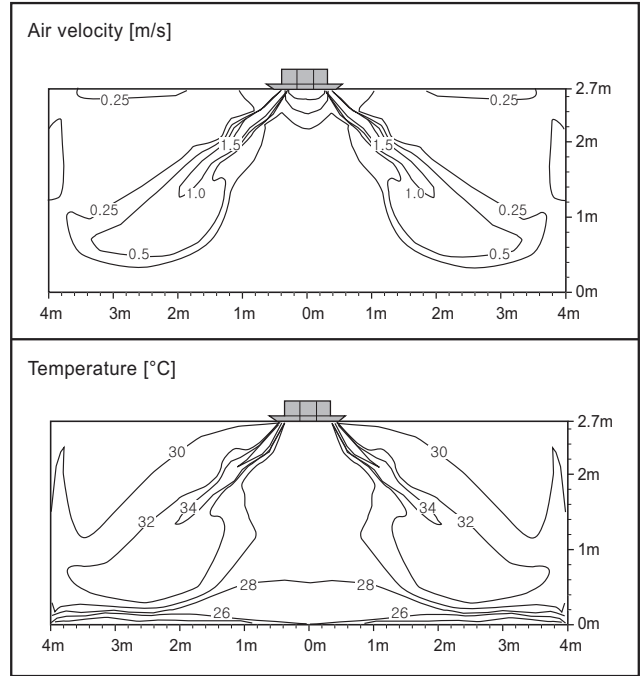 Air velocity [m/s]
0.25 0.25 2.7m
1.5 1.5 2m
1.0 1.0
0.25 0.25 1m
0.5 0.5
0m
4m 3m 2m 1m 0m 1m 2m 3m 4m
Temperature [°C]
2.7m
30 30
2m
34 34
32 32
1m
28 28
26 26 0m
4m 3m 2m 1m 0m 1m 2m 3m 4m